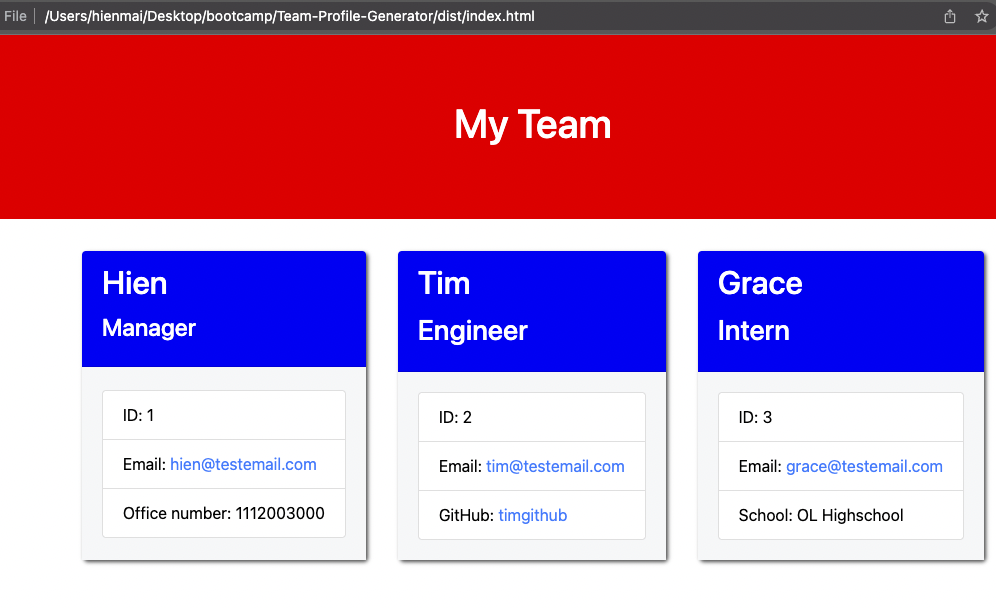 File /Users/hienmai/Desktop/bootcamp/Team-Profile-Generator/dist/index.html
My Team
Hien
Manager
ID: 1
Email: hien@testemail.com
Office number: 1112003000
Tim
Engineer
ID: 2
Email: tim@testemail.com
GitHub: timgithub
Grace
Intern
ID: 3
Email: grace@testemail.com
School: OL Highschool